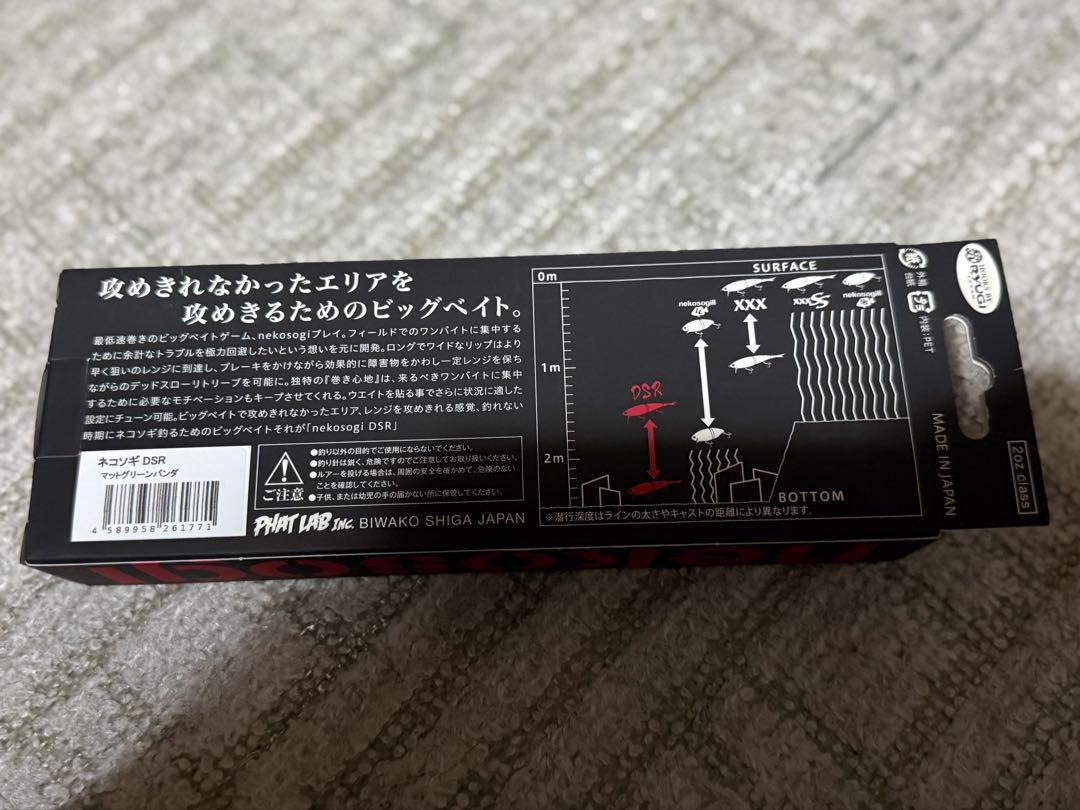 攻めきれなかったエリアを
攻めきるためのビッグベイト。
最低速巻きのビッグベイトゲーム、nekosogiプレイ。フィールドでのワンバイトに集中する
ために余計なトラブルを極力回避したいという想いを元に開発。ロングでワイドなリップはより
早く狙いのレンジに到達し、ブレーキをかけながら効果的に障害物をかわし一定レンジを保ち
ながらのデッドスローリトリーブを可能に。独特の『巻き心地』は、来るべきワンバイトに集中
するために必要なモチベーションもキープさせてくれる。ウエイトを貼る事でさらに状況に適した
設定にチューン可能。ビッグベイトで攻めきれなかったエリア、レンジを攻めきれる感覚、釣れない
時期にネコソギ釣るためのビッグベイトそれが「nekosogi DSR」
ネコソギ DSR
マットグリーンパンダ
4 589958 261771
ご注意
●釣り以外の目的でご使用にならないでください。
●釣り針は鋭く、危険ですのでご注意してお取り扱いください。
●ルアーを投げる場合は、周囲の安全を確かめて、危険のない
ことを確認してください。
●子供、または幼児の手の届かない所に保管してください。
PHAT LAB INC. BIWAKO SHIGA JAPAN
SURFACE
0m
1m
2m
nekosogill
XXX
XXX SS
nekosogill
DSR
BOTTOM
※潜行深度はラインの太さやキャストの距離により異なります。
紙
外箱
台紙
プラ
内装:PET
HOOKS BY
RYUGI
MADE IN JAPAN
2oz class
nekosogi